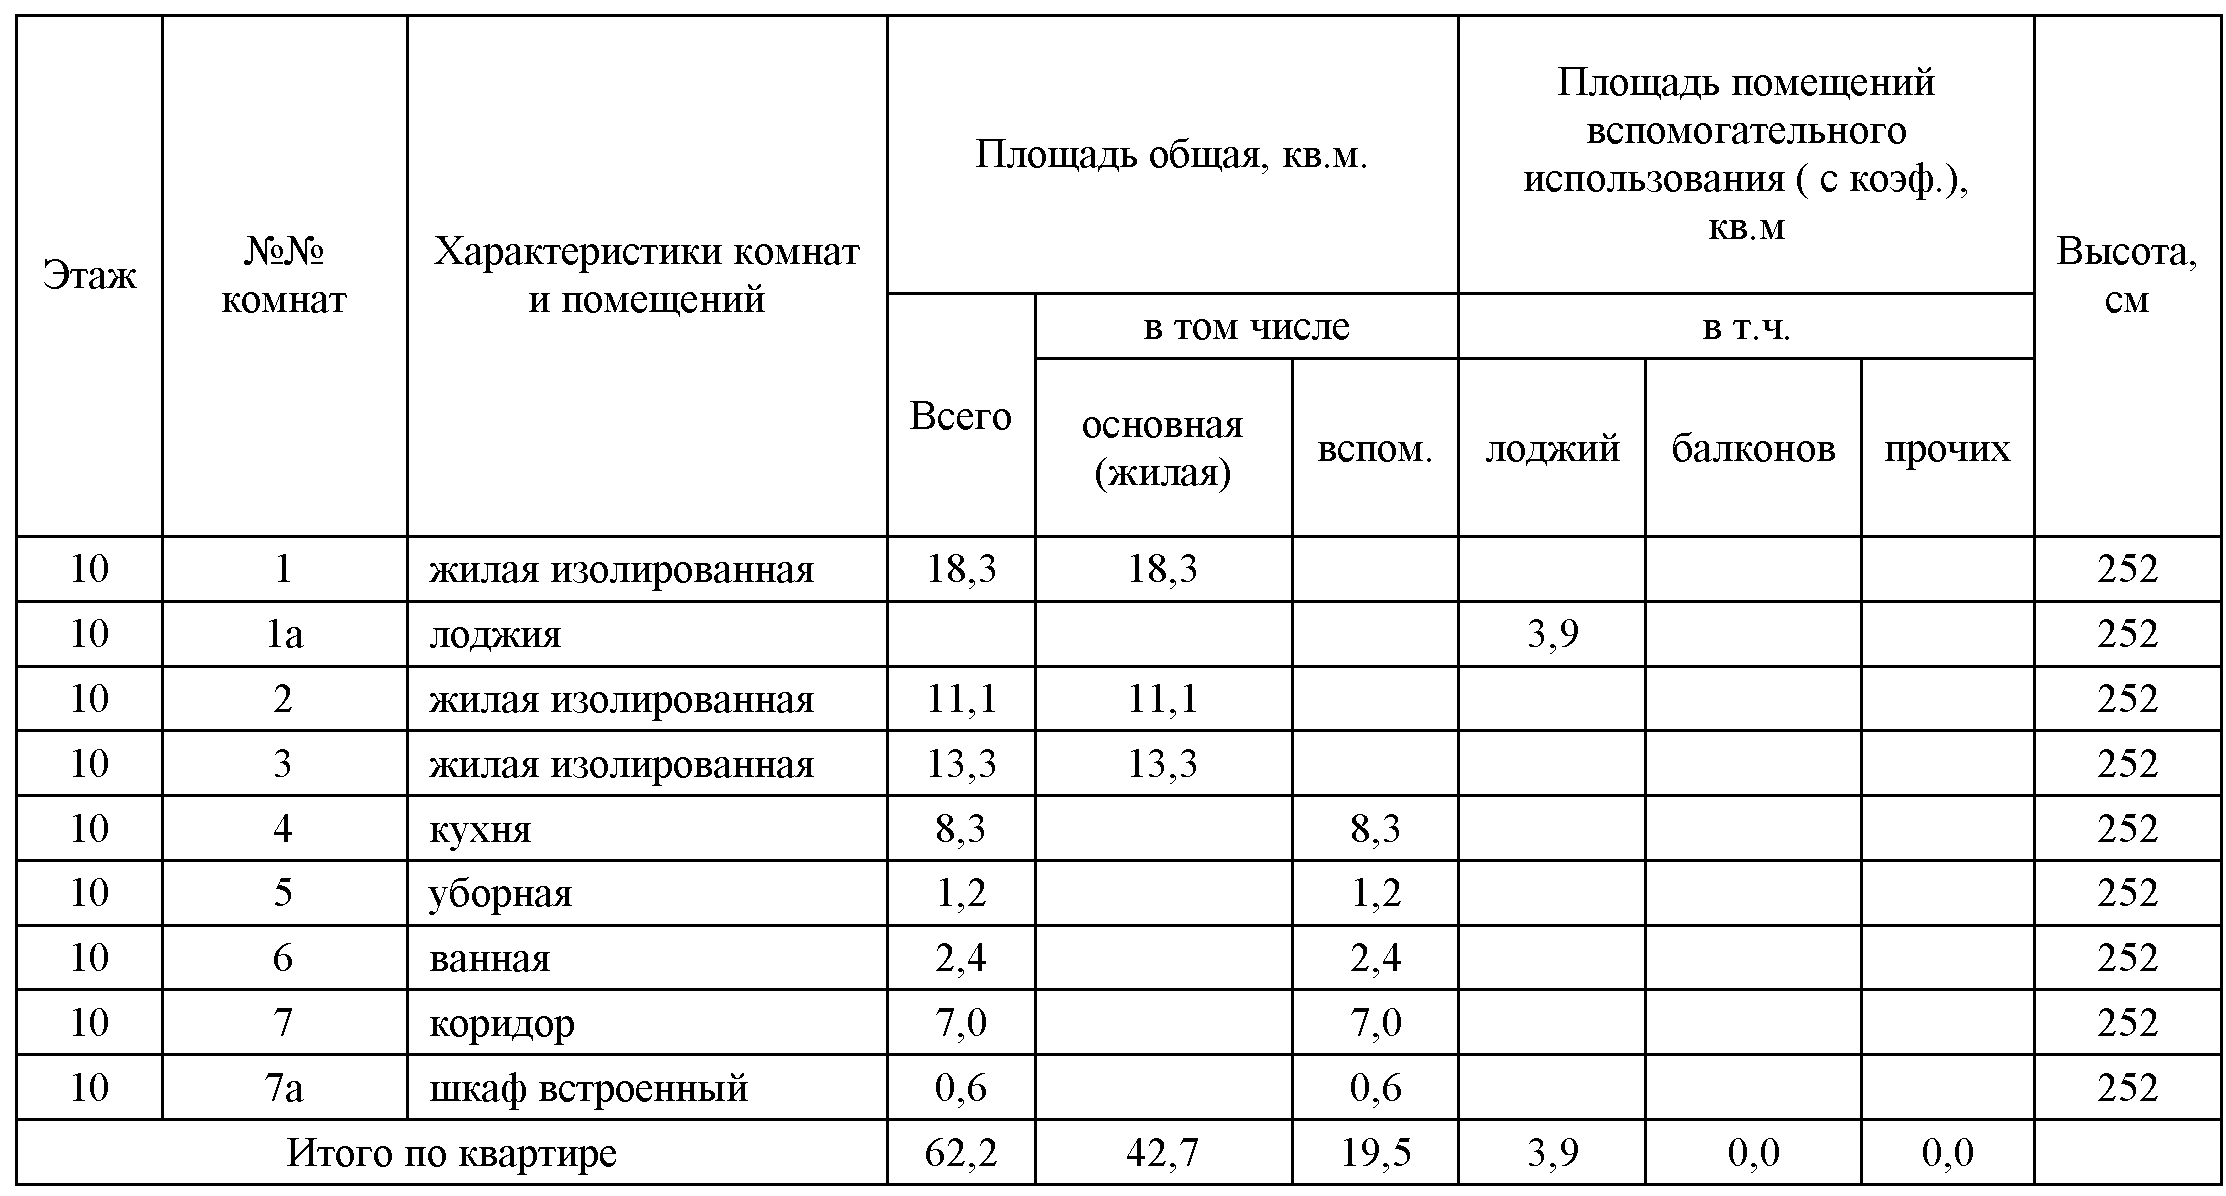 Этаж
№№
комнат
Характеристики комнат
и помещений
Площадь общая, кв.м.
Площадь помещений
вспомогательного
использования ( с коэф.),
кв.м
Высота,
см
Всего
в том числе
в т.ч.
основная
(жилая)
вспом.
лоджий
балконов
прочих
10 1 жилая изолированная 18,3 18,3 252
10 1а лоджия 3,9 252
10 2 жилая изолированная 11,1 11,1 252
10 3 жилая изолированная 13,3 13,3 252
10 4 кухня 8,3 8,3 252
10 5 уборная 1,2 1,2 252
10 6 ванная 2,4 2,4 252
10 7 коридор 7,0 7,0 252
10 7а шкаф встроенный 0,6 0,6 252
Итого по квартире 62,2 42,7 19,5 3,9 0,0 0,0